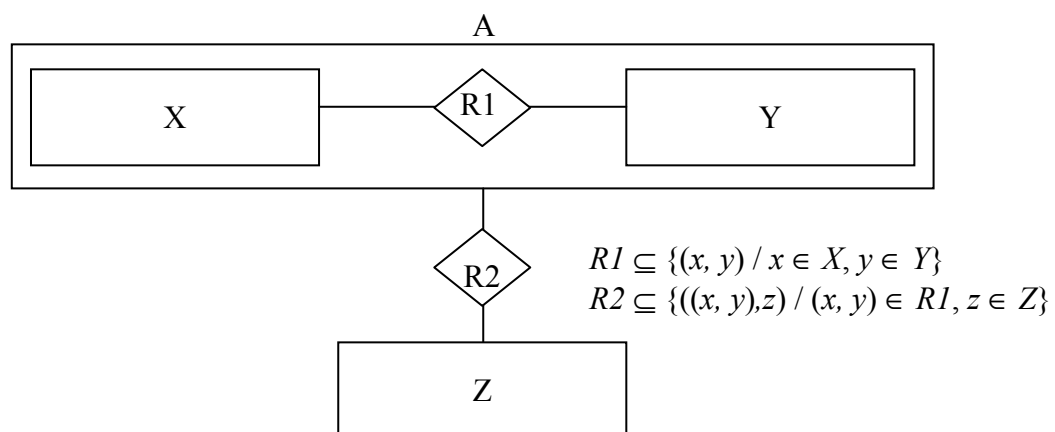 A
X
R1
Y
R2
R1 ⊆ {(x, y) / x ∈ X, y ∈ Y}
R2 ⊆ {((x, y),z) / (x, y) ∈ R1, z ∈ Z}
Z